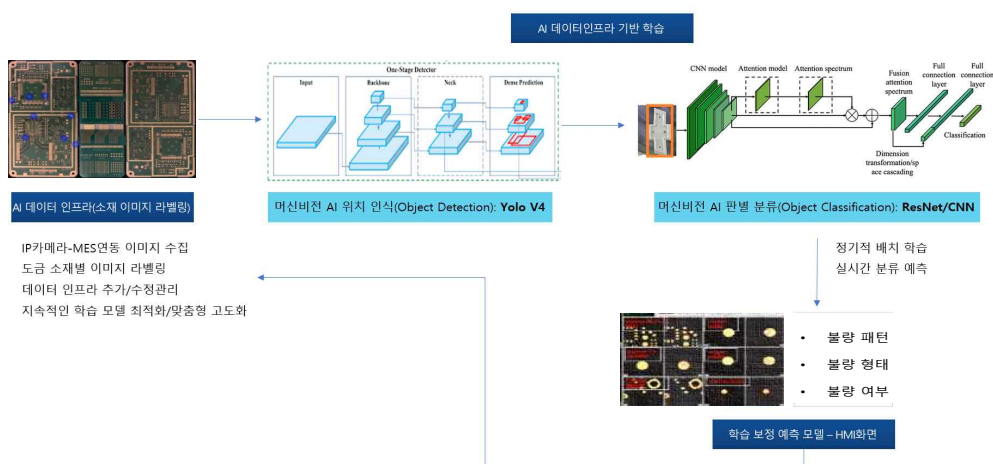 AI 데이터인프라 기반 학습
One-Stage Detector
Input
Backbone
Neck
Dense Prediction
CNN model
Attention model
Attention spectrum
Fusion
attention
spectrum
Full
connection
layer
Full
connection
layer
Classification
Dimension
transformation/sp
ace cascading
AI 데이터 인프라(소재 이미지 라벨링)
머신비전 AI 위치 인식(Object Detection): Yolo V4
머신비전 AI 판별 분류(Object Classification): ResNet/CNN
IP카메라-MES연동 이미지 수집
도금 소재별 이미지 라벨링
데이터 인프라 추가/수정관리
지속적인 학습 모델 최적화/맞춤형 고도화
정기적 배치 학습
실시간 분류 예측
• 불량 패턴
• 불량 형태
• 불량 여부
학습 보정 예측 모델 – HMI화면